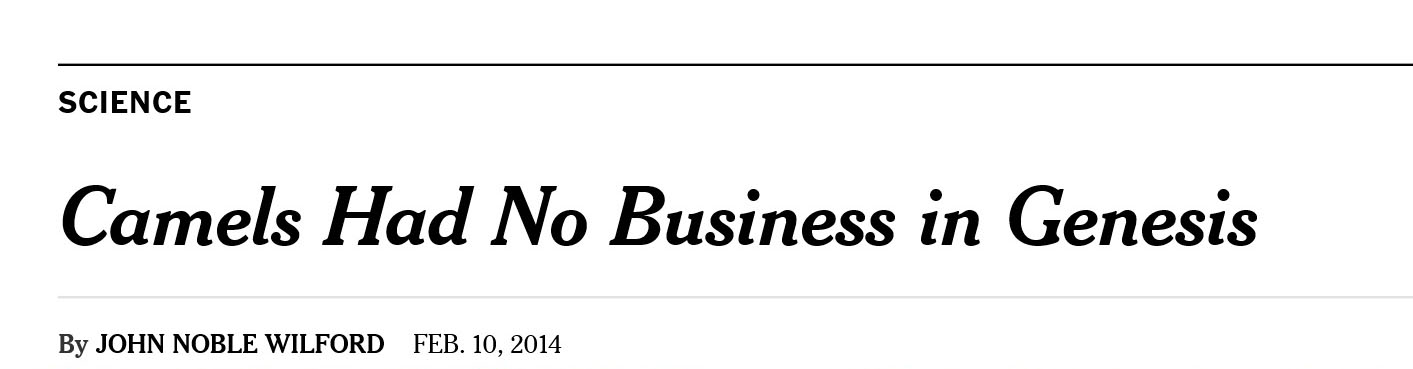 SCIENCE
Camels Had No Business in Genesis
By JOHN NOBLE WILFORD FEB. 10, 2014